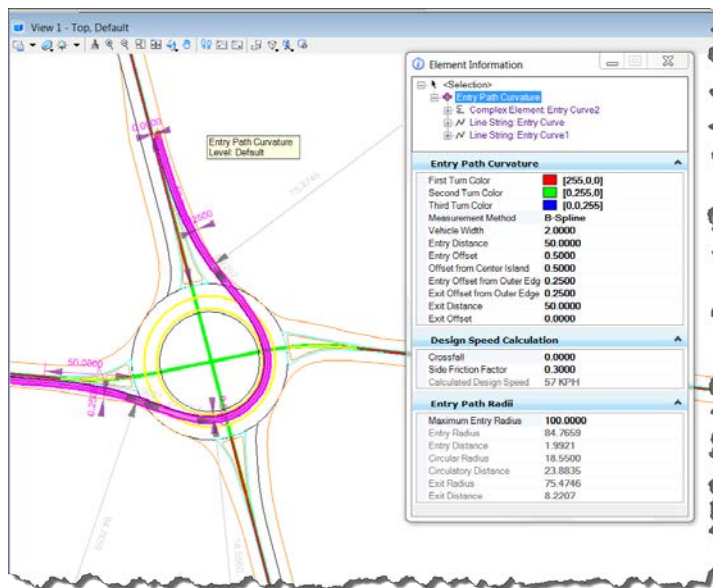 View 1 - Top, Default
Element Information
<Selection>
Entry Path Curvature
Complex Element: Entry Curve2
Line String: Entry Curve
Line String: Entry Curve1
Entry Path Curvature
Level: Default
Entry Path Curvature
First Turn Color [255,0,0]
Second Turn Color [0,255,0]
Third Turn Color [0,0,255]
Measurement Method B-Spline
Vehicle Width 2.0000
Entry Distance 50.0000
Entry Offset 0.5000
Offset from Center Island 0.5000
Entry Offset from Outer Edg 0.2500
Exit Offset from Outer Edge 0.2500
Exit Distance 50.0000
Exit Offset 0.0000
Design Speed Calculation
Crossfall 0.0000
Side Friction Factor 0.3000
Calculated Design Speed 57 KPH
Entry Path Radii
Maximum Entry Radius 100.0000
Entry Radius 84.7659
Entry Distance 1.9921
Circular Radius 18.5500
Circulatory Distance 23.8835
Exit Radius 75.4746
Exit Distance 8.2207
75.4746
50.0000